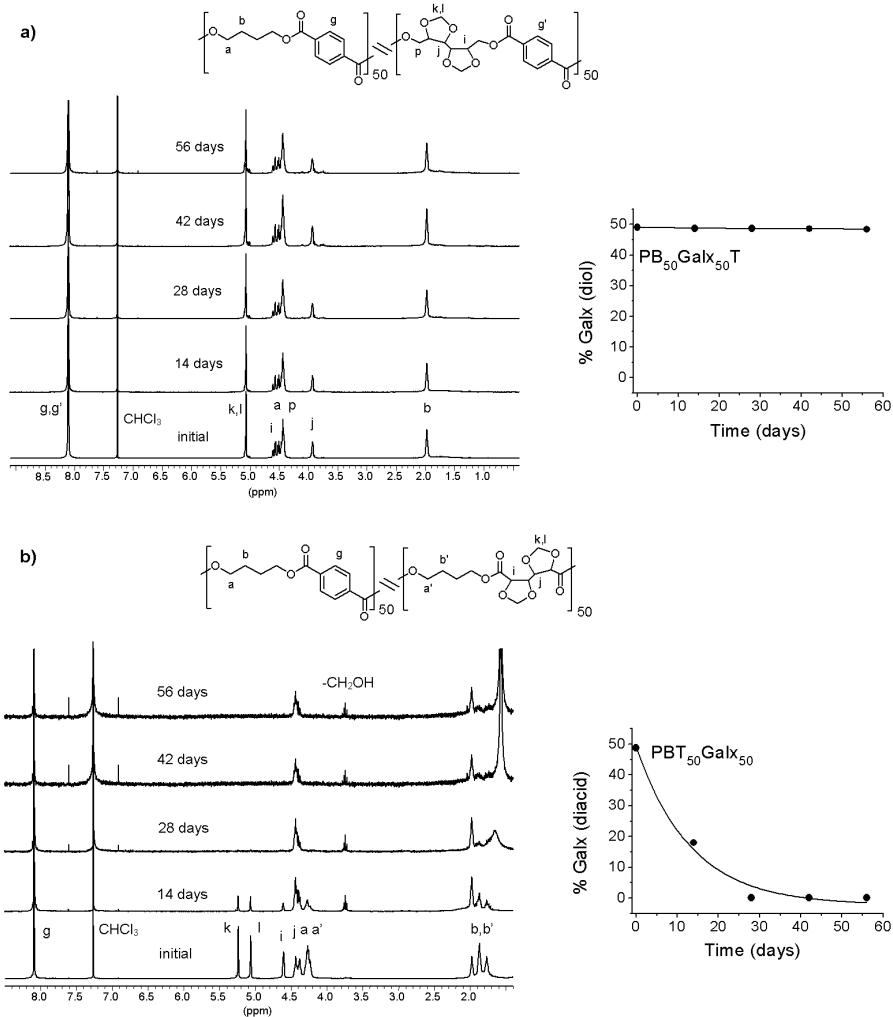 a)
k,l
O O
b O g O O i O g'
O O O O
a p j O O
O O O
50 50
56 days
42 days
28 days
14 days
g,g' CHCl3 k,l a p b
initial i j
8.5 8.0 7.5 7.0 6.5 6.0 5.5 5.0 4.5 4.0 3.5 3.0 2.5 2.0 1.5 1.0
(ppm)
% Galx (diol)
50
40
30
20
10
0
PB50Galx50T
0 10 20 30 40 50 60
Time (days)
b)
k,l
b O g b' O O O
O O O O i O
a a' j
O O O
50 50
56 days -CH2OH
42 days
28 days
14 days
g CHCl3 k l i j a a' b,b'
initial
8.0 7.5 7.0 6.5 6.0 5.5 5.0 4.5 4.0 3.5 3.0 2.5 2.0 1.5
(ppm)
% Galx (diacid)
50
40
30
20
10
0
PBT50Galx50
0 10 20 30 40 50 60
Time (days)